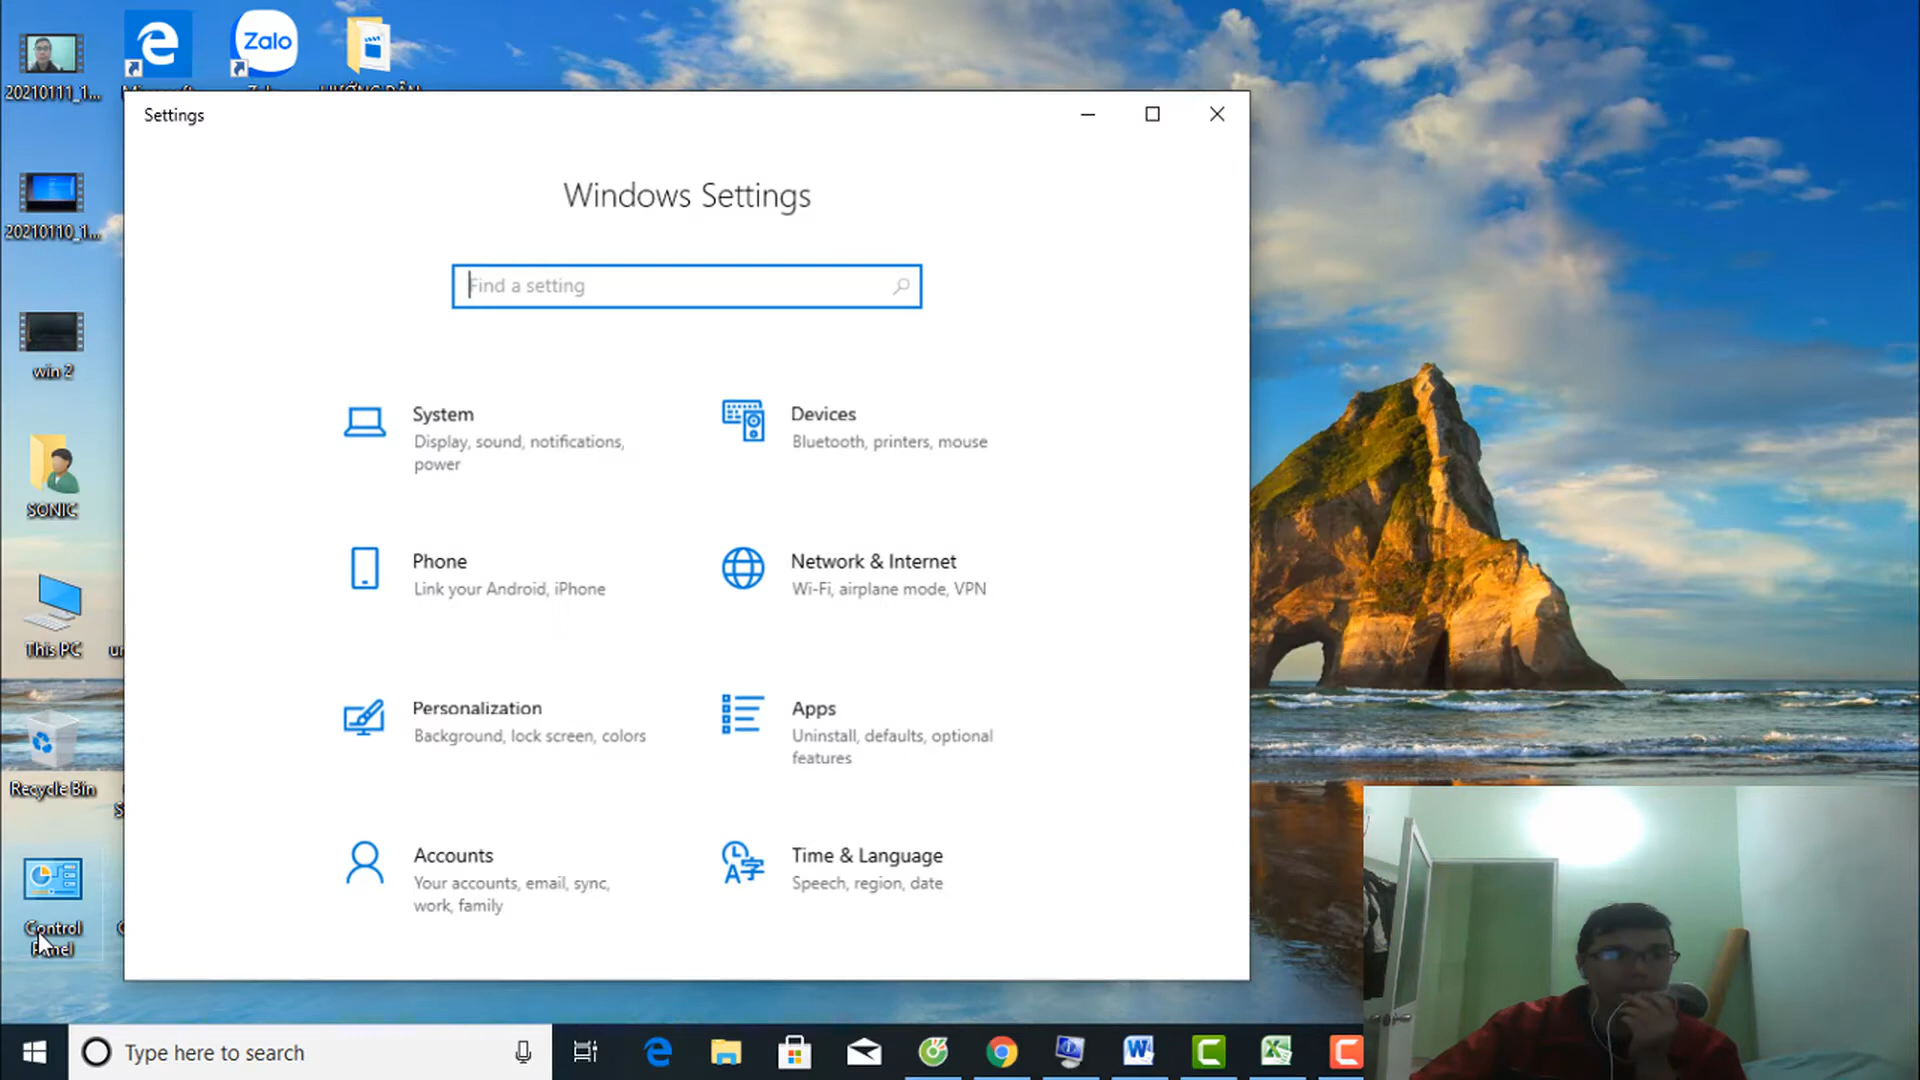 Zalo
20210111_1...
Settings
Windows Settings
Find a setting
20210110_1...
win 2
System
Display, sound, notifications,
power
Devices
Bluetooth, printers, mouse
SONIC
Phone
Link your Android, iPhone
Network & Internet
Wi-Fi, airplane mode, VPN
This PC
Personalization
Background, lock screen, colors
Apps
Uninstall, defaults, optional
features
Recycle Bin
Accounts
Your accounts, email, sync,
work, family
Time & Language
Speech, region, date
Control
Panel
Type here to search